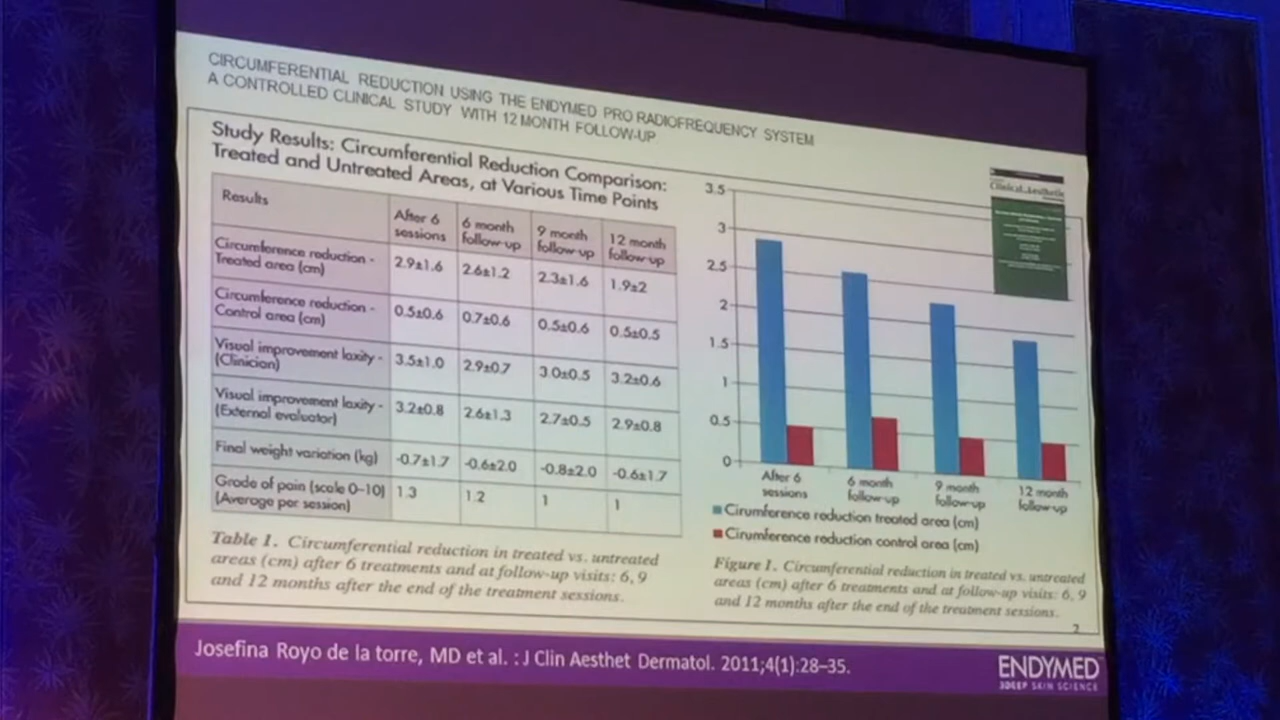 CIRCUMFERENTIAL REDUCTION USING THE ENDYMED PRO RADIOFREQUENCY SYSTEM
A CONTROLLED CLINICAL STUDY WITH 12 MONTH FOLLOW-UP
Study Results: Circumferential Reduction Comparison:
Treated and Untreated Areas, at Various Time Points
Results
After 6
sessions
6 month
follow-up
9 month
follow-up
12 month
follow-up
Circumference reduction -
Treated area (cm)
2.9±1.6
2.6±1.2
2.3±1.6
1.9±2
Circumference reduction -
Control area (cm)
0.5±0.6
0.7±0.6
0.5±0.6
0.5±0.5
Visual improvement laxity -
(Clinician)
3.5±1.0
2.9±0.7
3.0±0.5
3.2±0.6
Visual improvement laxity -
(External evaluator)
3.2±0.8
2.6±1.3
2.7±0.5
2.9±0.8
Final weight variation (kg)
-0.7±1.7
-0.6±2.0
-0.8±2.0
-0.6±1.7
Grade of pain (scale 0–10)
(Average per session)
1.3
1.2
1
1
Table 1. Circumferential reduction in treated vs. untreated
areas (cm) after 6 treatments and at follow-up visits: 6, 9
and 12 months after the end of the treatment sessions.
Clinical Aesthetic
3.5
3
2.5
2
1.5
1
0.5
0
After 6
sessions
6 month
follow-up
9 month
follow-up
12 month
follow-up
Cirumference reduction treated area (cm)
Cirumference reduction control area (cm)
Figure 1. Circumferential reduction in treated vs. untreated
areas (cm) after 6 treatments and at follow-up visits: 6, 9
and 12 months after the end of the treatment sessions.
2
Josefina Royo de la torre, MD et al. : J Clin Aesthet Dermatol. 2011;4(1):28–35.
ENDYMED
3DEEP SKIN SCIENCE